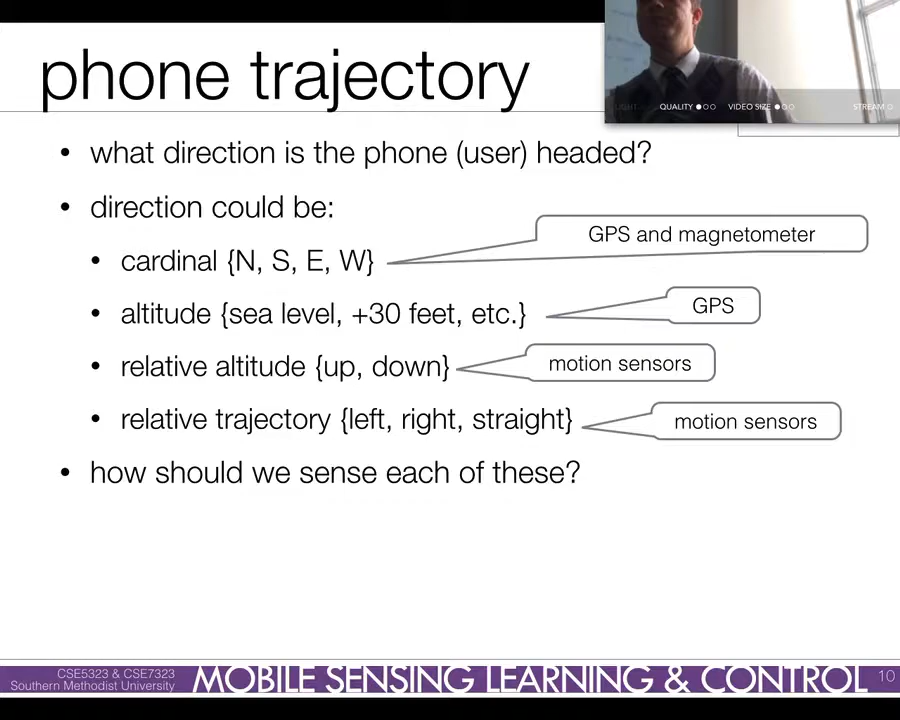 LIGHT QUALITY VIDEO SIZE STREAM
phone trajectory
• what direction is the phone (user) headed?
• direction could be:
GPS and magnetometer
• cardinal {N, S, E, W}
• altitude {sea level, +30 feet, etc.}
GPS
• relative altitude {up, down}
motion sensors
• relative trajectory {left, right, straight}
motion sensors
• how should we sense each of these?
CSE5323 & CSE7323
Southern Methodist University
MOBILE SENSING LEARNING & CONTROL
10